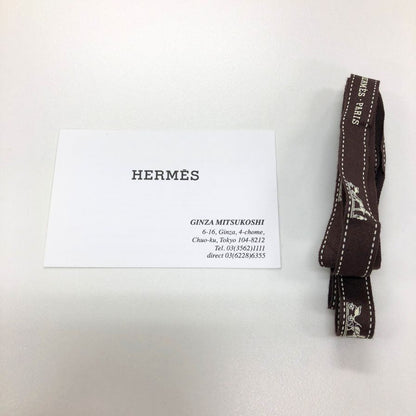 HERMÈS
GINZA MITSUKOSHI
6-16, Ginza, 4-chome,
Chuo-ku, Tokyo 104-8212
Tel. 03(3562)1111
direct 03(6228)6355
HERMÈS-PARIS